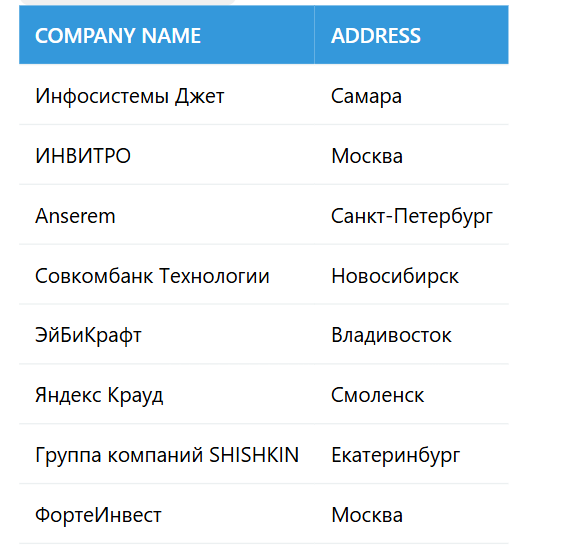 COMPANY NAME ADDRESS
Инфосистемы Джет Самара
ИНВИТРО Москва
Anserem Санкт-Петербург
Совкомбанк Технологии Новосибирск
ЭйБиКрафт Владивосток
Яндекс Крауд Смоленск
Группа компаний SHISHKIN Екатеринбург
ФортеИнвест Москва